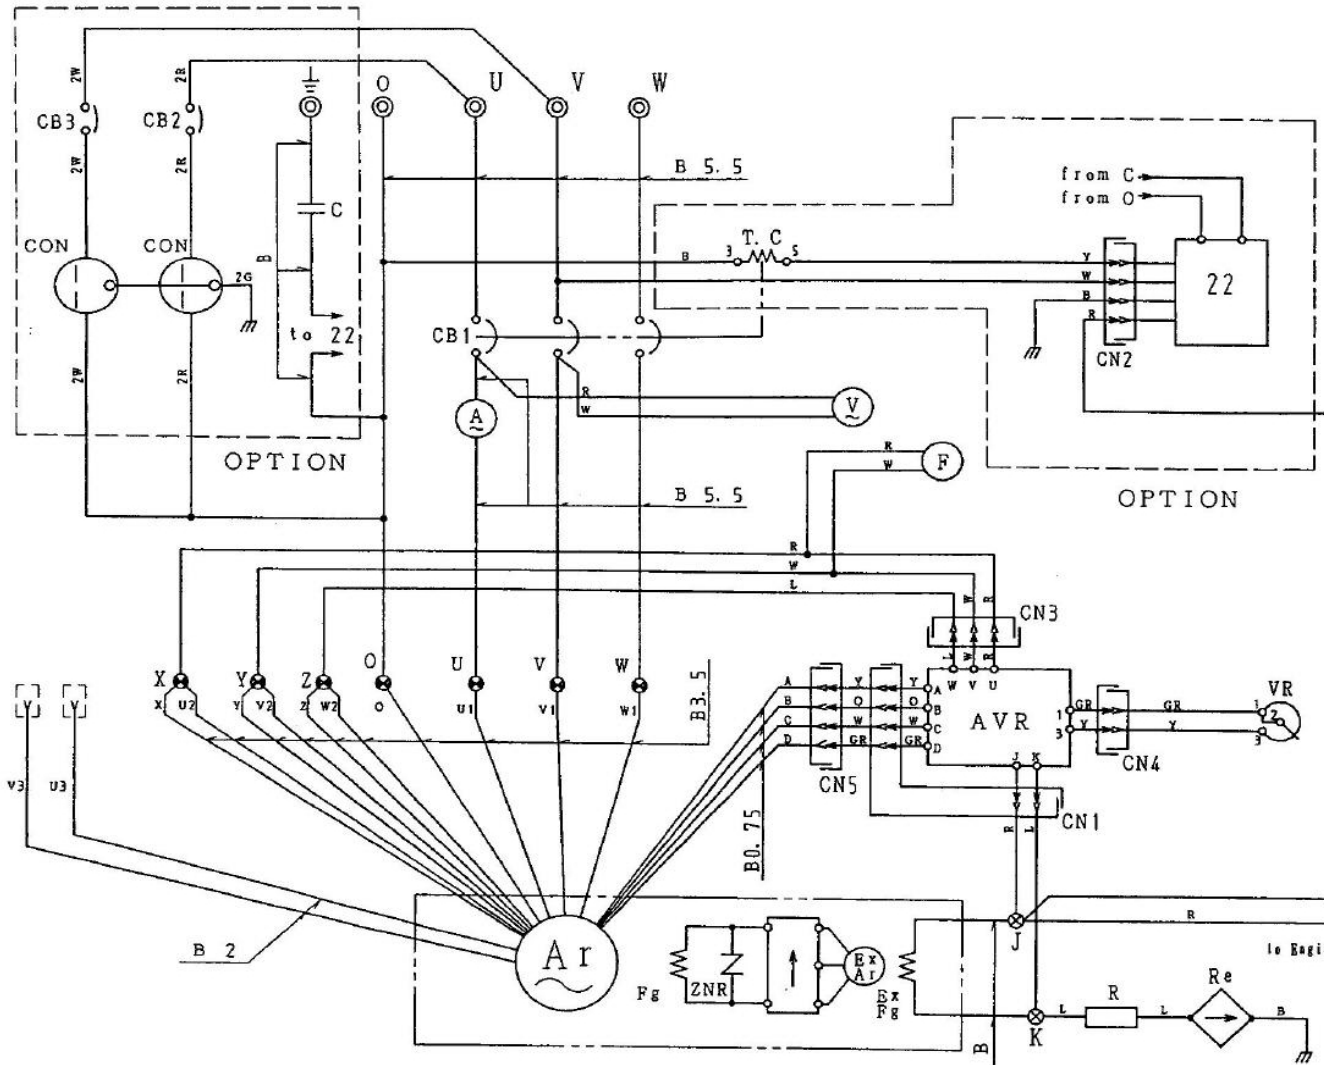 O U V W
2W 2R
CB3 CB2
2W 2R
B 5. 5
C
from C
from O
CON CON
T. C
B 3 5 Y
B
2G
W
22
B
R
to 22
CB1
CN2
2W 2R
R
W
V
A
R
W
F
OPTION
B 5. 5
OPTION
R
W
L
W R
CN3
L W R
X Y Z O U V W
X U2 Y V2 Z W2 O U1 V1 W1
B3. 5
A Y Y A
B O O B
C W W C
D GR GR D
W V U
AVR
1 GR GR 1
3 Y Y 3
2
VR
J K
CN5
CN4
CN1
V3 U3
B0. 75
R L
B 2
Ar
Fg
ZNR
Ex
Ar
Ex
Fg
J
R
to Engi
B
K
L R L Re B